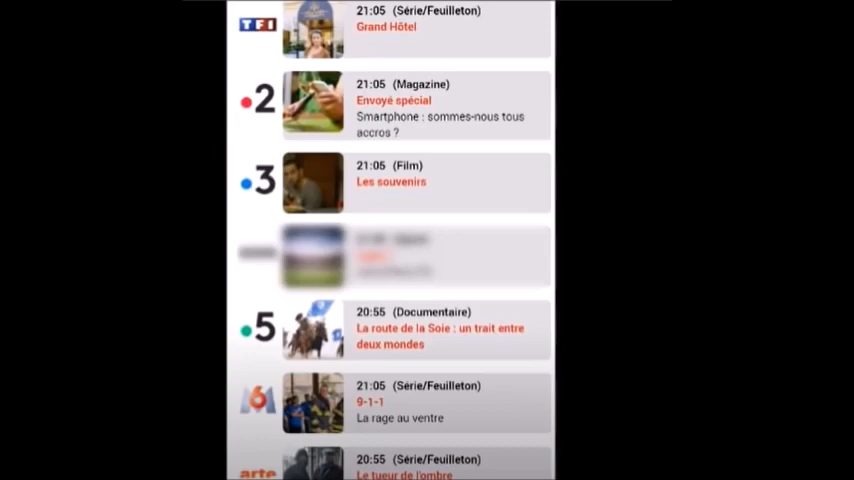 TF1
21:05 (Série/Feuilleton)
Grand Hôtel
2
21:05 (Magazine)
Envoyé spécial
Smartphone : sommes-nous tous
accros ?
3
21:05 (Film)
Les souvenirs
5
20:55 (Documentaire)
La route de la Soie : un trait entre
deux mondes
M6
21:05 (Série/Feuilleton)
9-1-1
La rage au ventre
arte
20:55 (Série/Feuilleton)
Le tueur de l'ombre